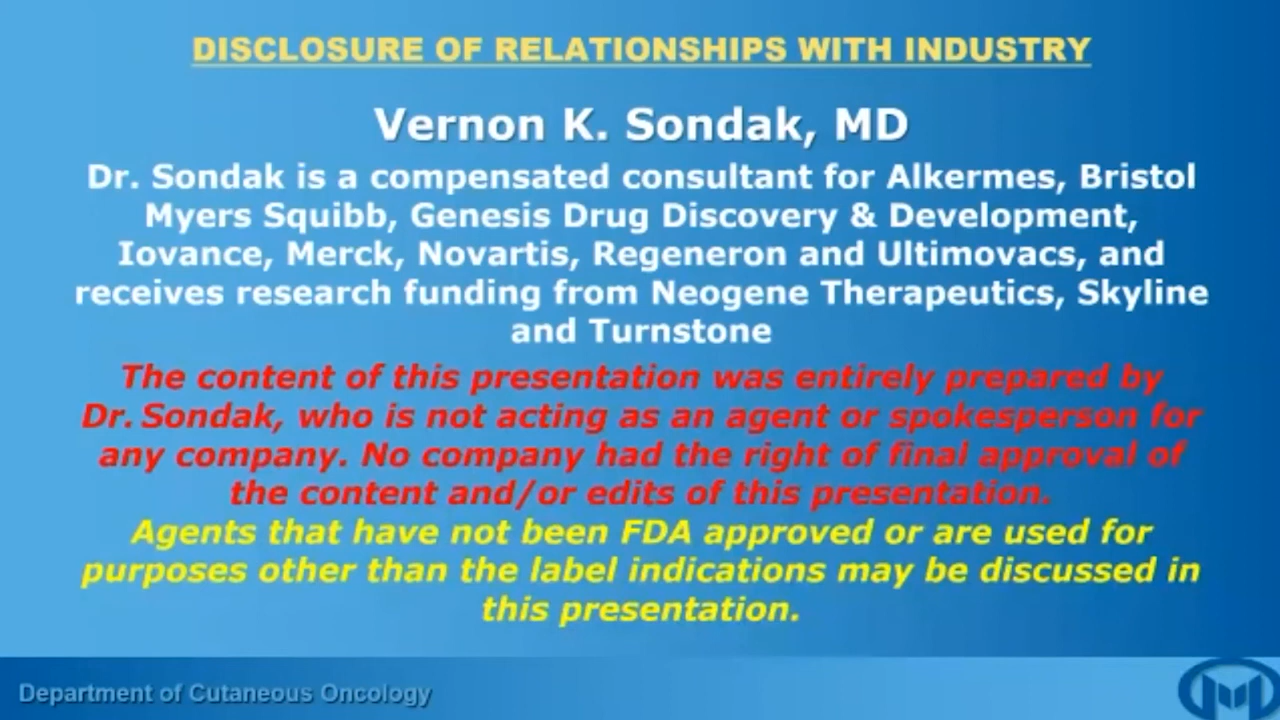 DISCLOSURE OF RELATIONSHIPS WITH INDUSTRY
Vernon K. Sondak, MD
Dr. Sondak is a compensated consultant for Alkermes, Bristol
Myers Squibb, Genesis Drug Discovery & Development,
Iovance, Merck, Novartis, Regeneron and Ultimovacs, and
receives research funding from Neogene Therapeutics, Skyline
and Turnstone
The content of this presentation was entirely prepared by
Dr. Sondak, who is not acting as an agent or spokesperson for
any company. No company had the right of final approval of
the content and/or edits of this presentation.
Agents that have not been FDA approved or are used for
purposes other than the label indications may be discussed in
this presentation.
Department of Cutaneous Oncology